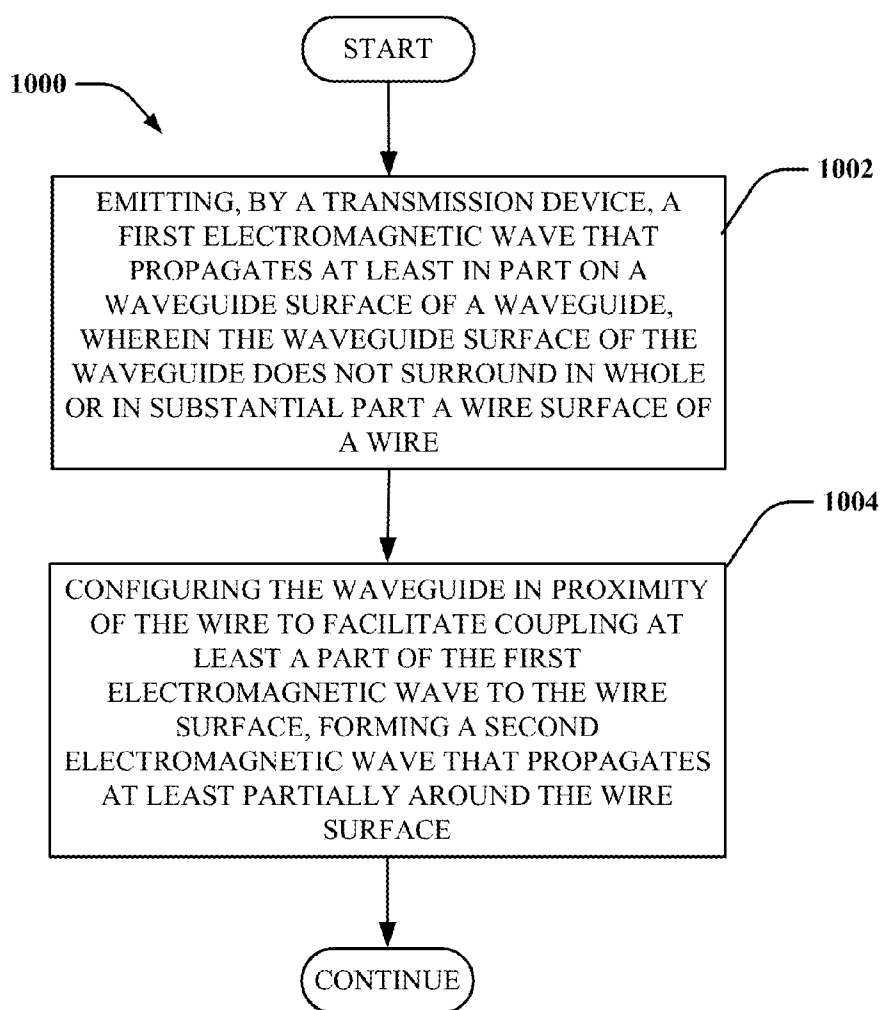 START
1000
1002
EMITTING, BY A TRANSMISSION DEVICE, A
FIRST ELECTROMAGNETIC WAVE THAT
PROPAGATES AT LEAST IN PART ON A
WAVEGUIDE SURFACE OF A WAVEGUIDE,
WHEREIN THE WAVEGUIDE SURFACE OF THE
WAVEGUIDE DOES NOT SURROUND IN WHOLE
OR IN SUBSTANTIAL PART A WIRE SURFACE OF
A WIRE
1004
CONFIGURING THE WAVEGUIDE IN PROXIMITY
OF THE WIRE TO FACILITATE COUPLING AT
LEAST A PART OF THE FIRST
ELECTROMAGNETIC WAVE TO THE WIRE
SURFACE, FORMING A SECOND
ELECTROMAGNETIC WAVE THAT PROPAGATES
AT LEAST PARTIALLY AROUND THE WIRE
SURFACE
CONTINUE